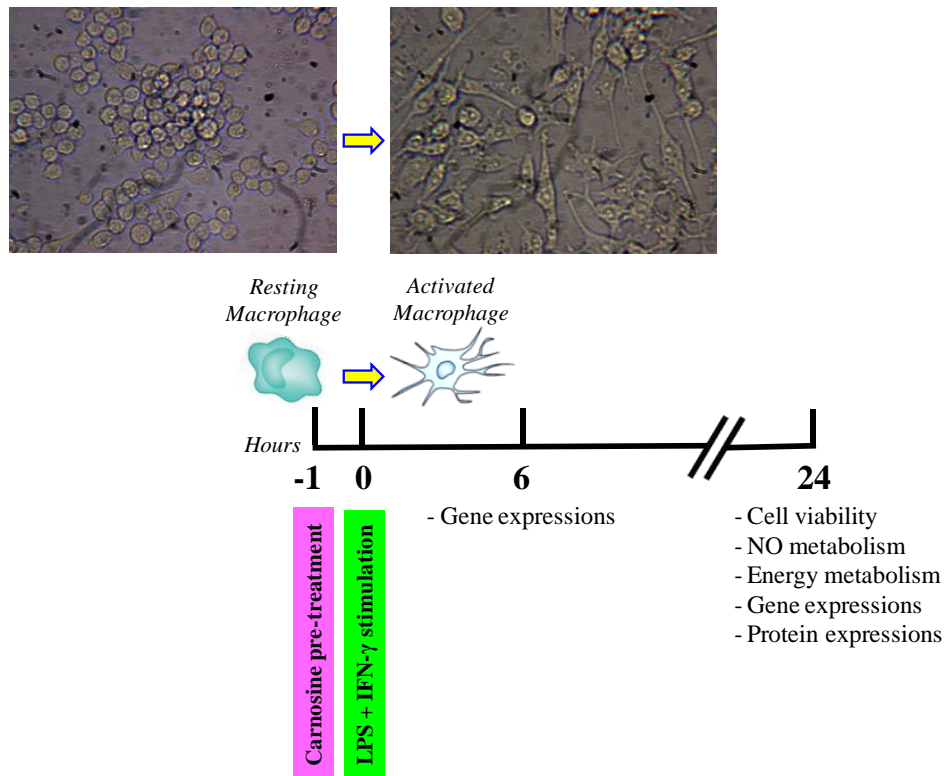 Resting
Macrophage
Activated
Macrophage
Hours
-1
0
6
24
Carnosine pre-treatment
LPS + IFN-γ stimulation
- Gene expressions
- Cell viability
- NO metabolism
- Energy metabolism
- Gene expressions
- Protein expressions